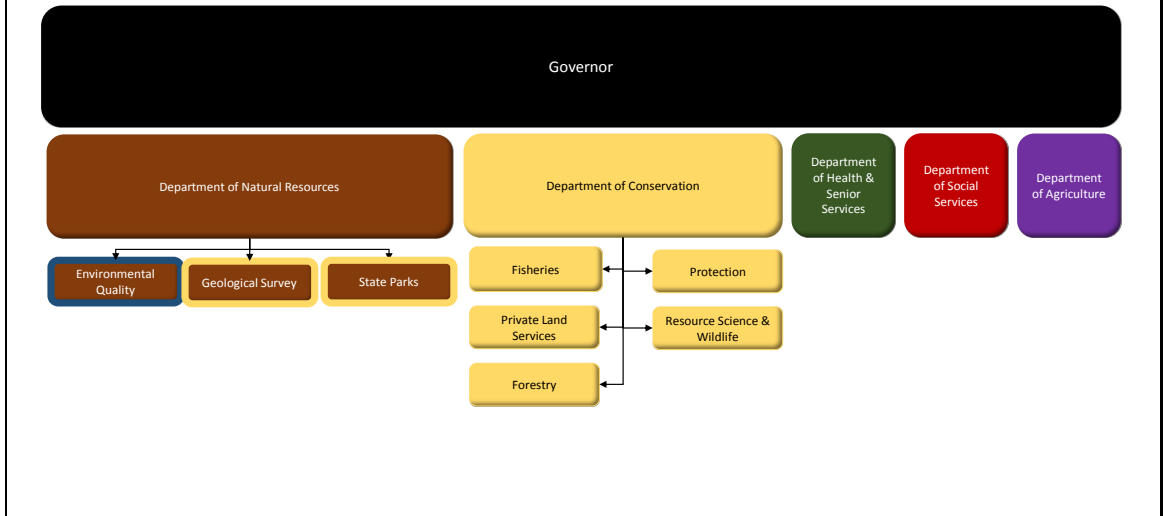 Governor
Department of Natural Resources
Department of Conservation
Department
of Health &
Senior
Services
Department
of Social
Services
Department
of Agriculture
Environmental
Quality
Geological Survey
State Parks
Fisheries
Protection
Private Land
Services
Resource Science &
Wildlife
Forestry